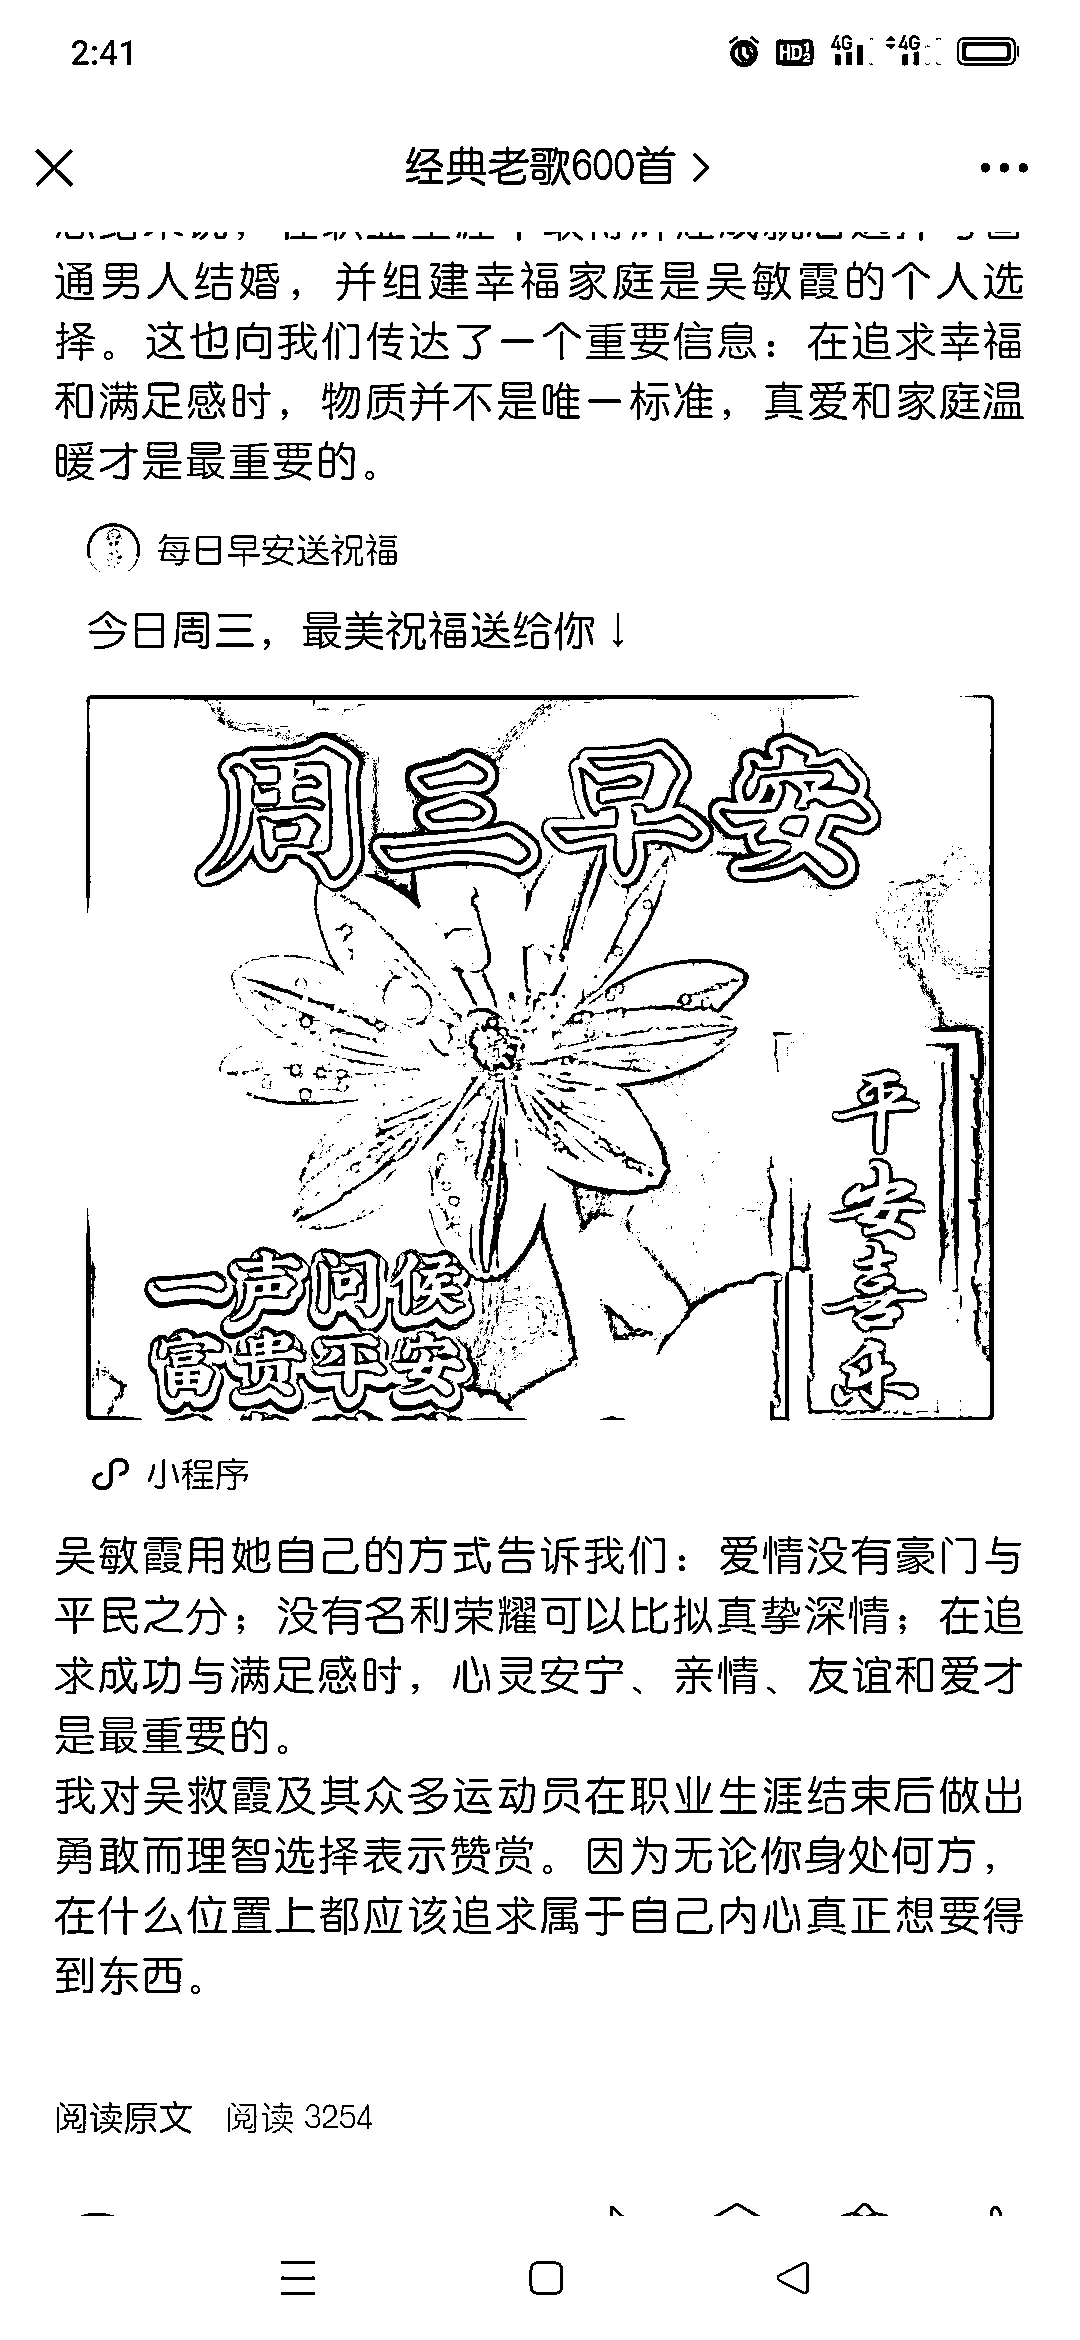 2:41
HD 4G 4G
经典老歌600首
通男人结婚，并组建幸福家庭是吴敏霞的个人选
择。这也向我们传达了一个重要信息：在追求幸福
和满足感时，物质并不是唯一标准，真爱和家庭温
暖才是最重要的。
每日早安送祝福
今日周三，最美祝福送给你↓
周三早安
平安喜乐
一声问候
富贵平安
小程序
吴敏霞用她自己的方式告诉我们：爱情没有豪门与
平民之分；没有名利荣耀可以比拟真挚深情；在追
求成功与满足感时，心灵安宁、亲情、友谊和爱才
是最重要的。
我对吴救霞及其众多运动员在职业生涯结束后做出
勇敢而理智选择表示赞赏。因为无论你身处何方，
在什么位置上都应该追求属于自己内心真正想要得
到东西。
阅读原文 阅读 3254